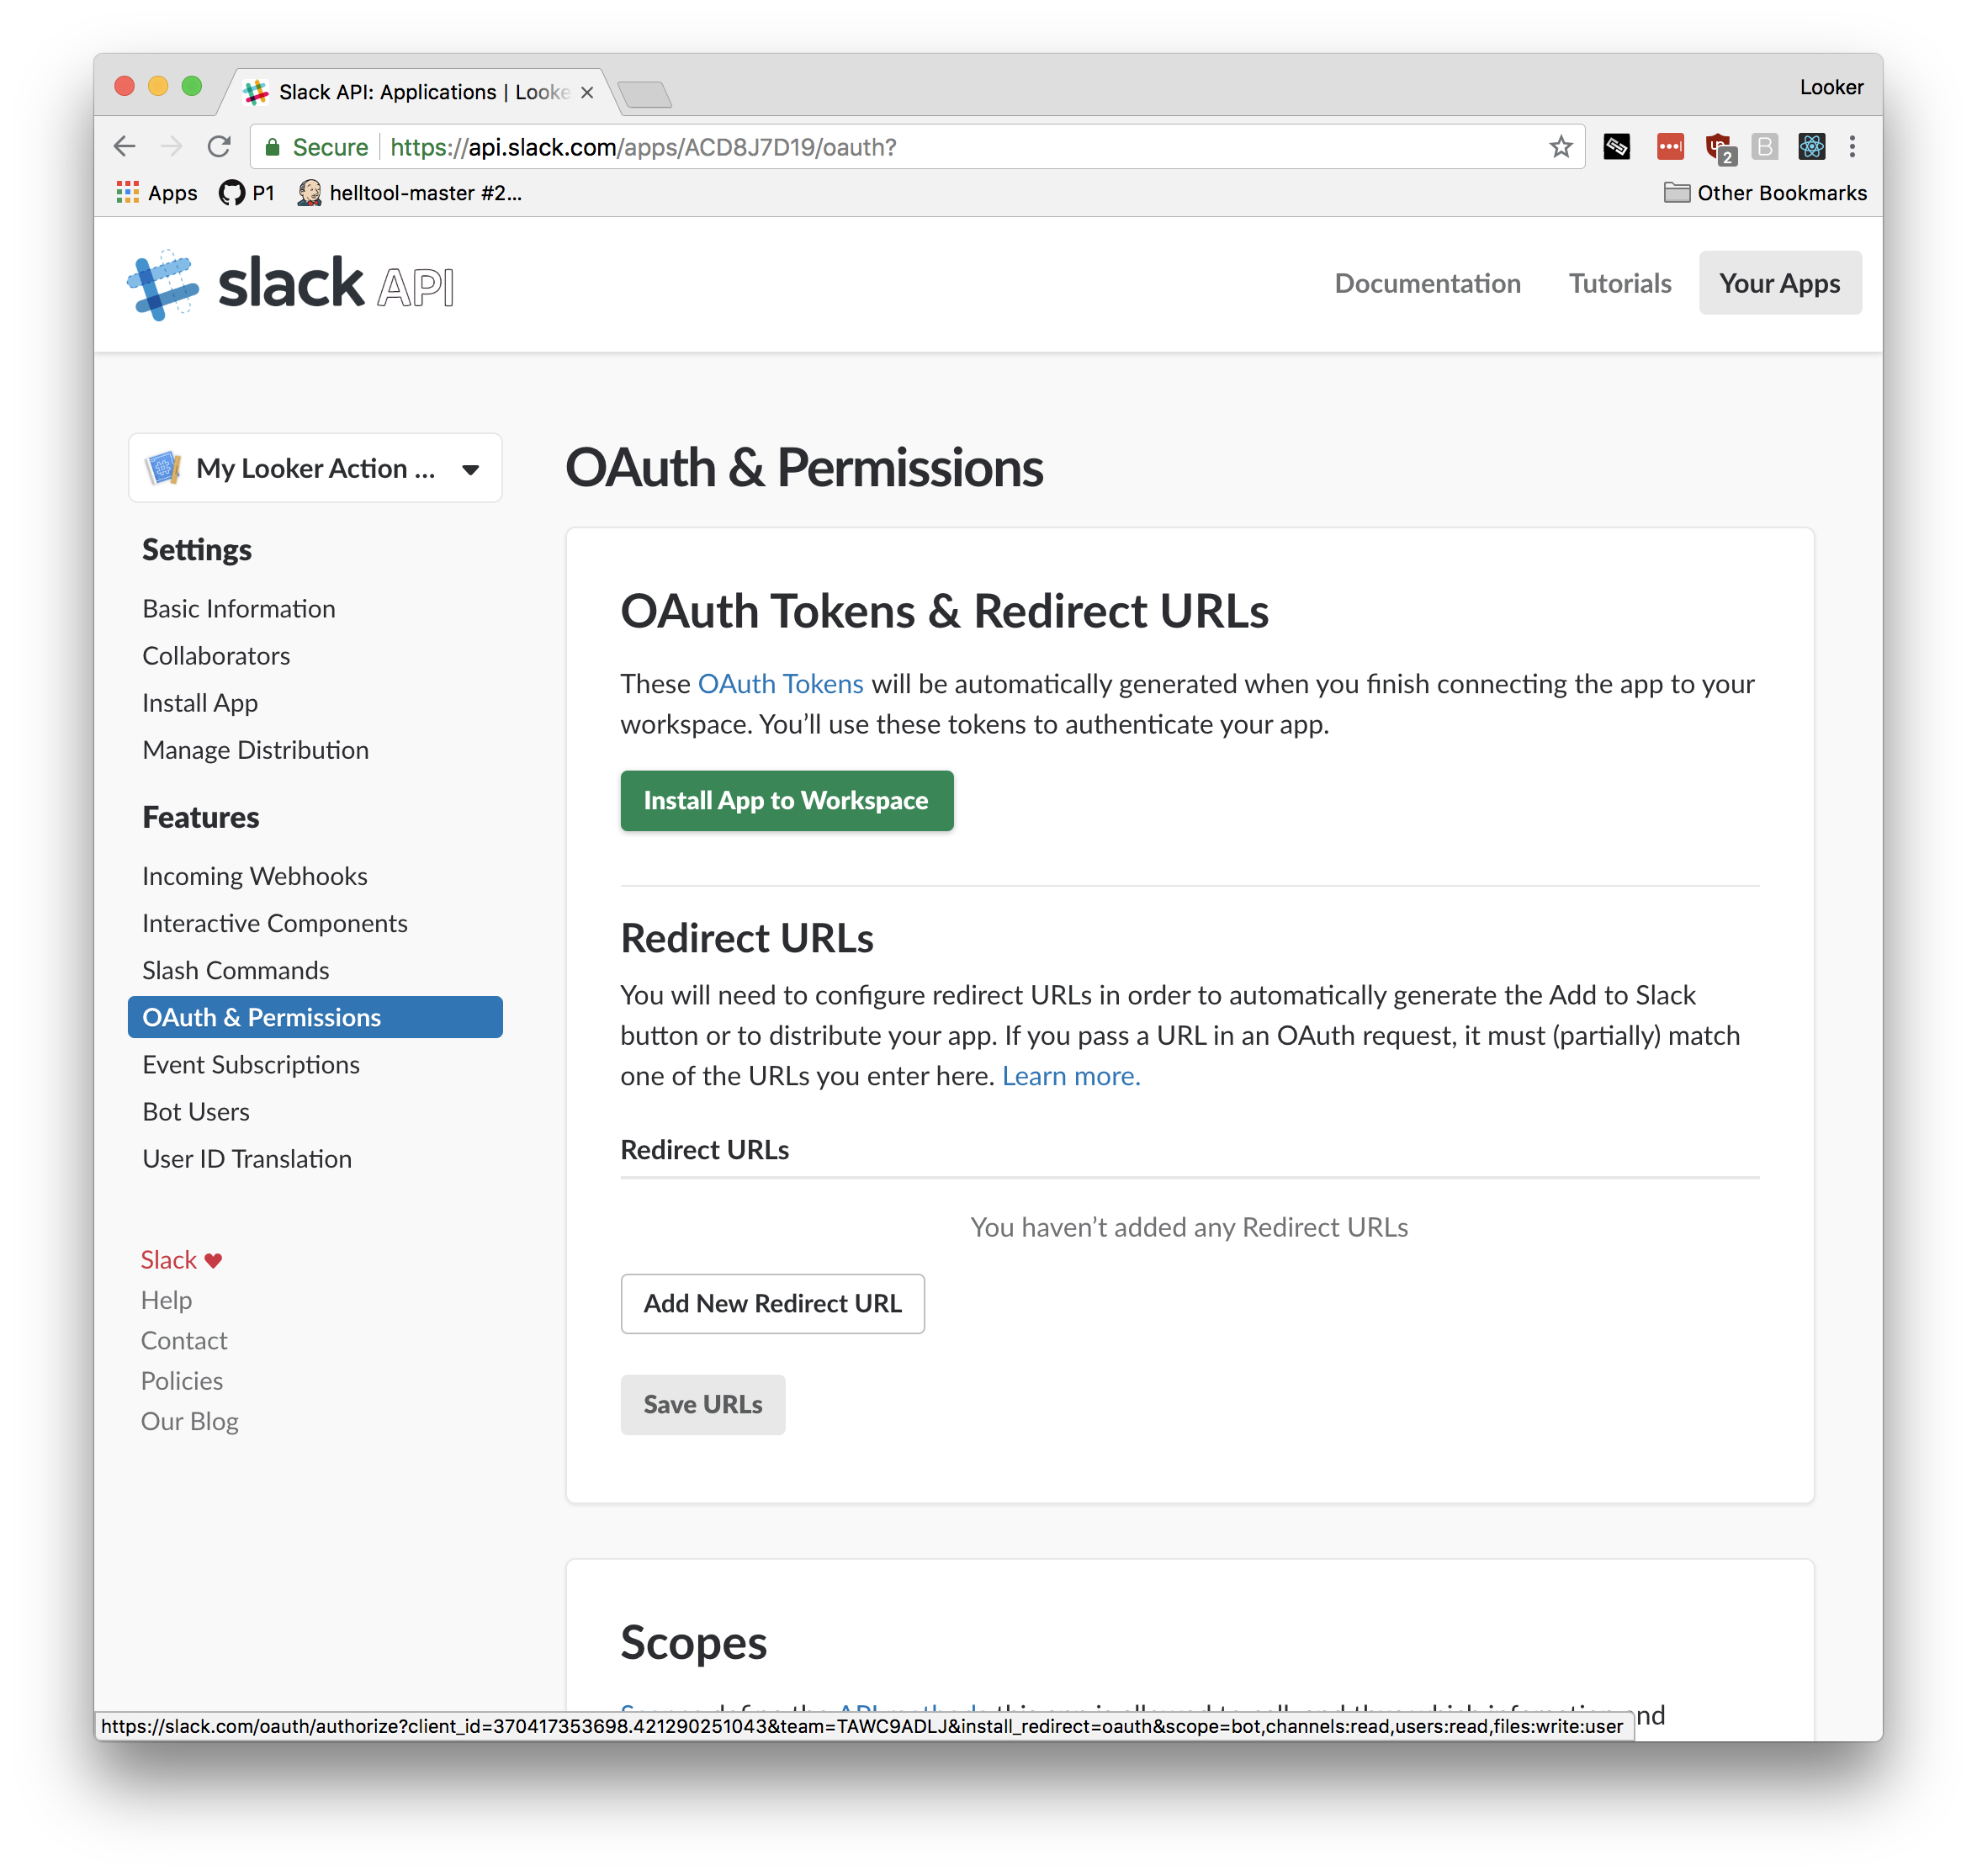 Slack API: Applications | Looke
Looker
Secure
https://api.slack.com/apps/ACD8J7D19/oauth?
2
B
Apps
P1
helltool-master #2...
Other Bookmarks
slack API
Documentation
Tutorials
Your Apps
My Looker Action ...
Settings
Basic Information
Collaborators
Install App
Manage Distribution
Features
Incoming Webhooks
Interactive Components
Slash Commands
OAuth & Permissions
Event Subscriptions
Bot Users
User ID Translation
Slack ♥
Help
Contact
Policies
Our Blog
OAuth & Permissions
OAuth Tokens & Redirect URLs
These OAuth Tokens will be automatically generated when you finish connecting the app to your
workspace. You’ll use these tokens to authenticate your app.
Install App to Workspace
Redirect URLs
You will need to configure redirect URLs in order to automatically generate the Add to Slack
button or to distribute your app. If you pass a URL in an OAuth request, it must (partially) match
one of the URLs you enter here. Learn more.
Redirect URLs
You haven’t added any Redirect URLs
Add New Redirect URL
Save URLs
Scopes
https://slack.com/oauth/authorize?client_id=370417353698.421290251043&team=TAWC9ADLJ&install_redirect=oauth&scope=bot,channels:read,users:read,files:write:user